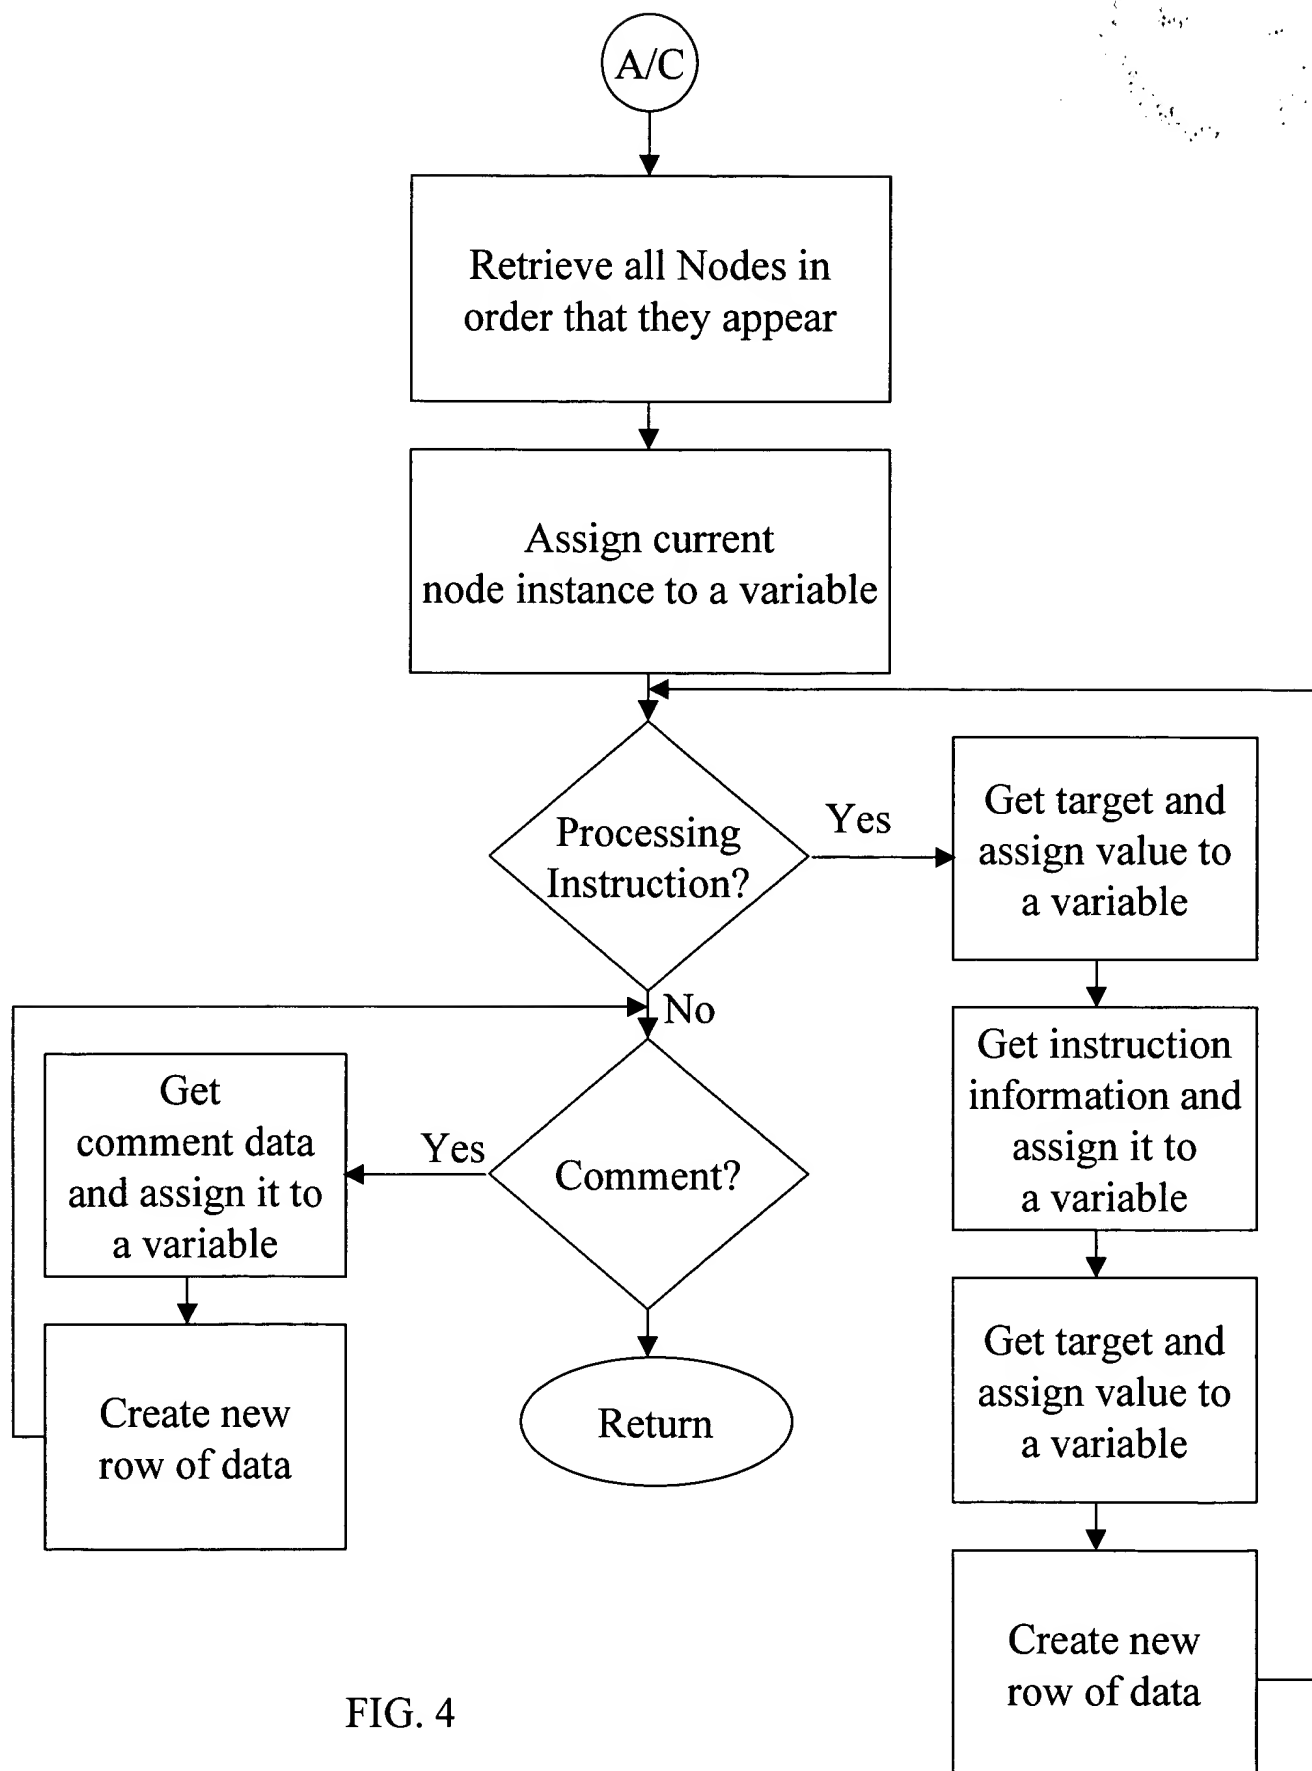 A/C
Retrieve all Nodes in
order that they appear
Assign current
node instance to a variable
Processing
Instruction?
Yes
Get target and
assign value to
a variable
No
Get instruction
information and
assign it to
a variable
Comment?
Yes
Get
comment data
and assign it to
a variable
Get target and
assign value to
a variable
Create new
row of data
Return
Create new
row of data
FIG. 4